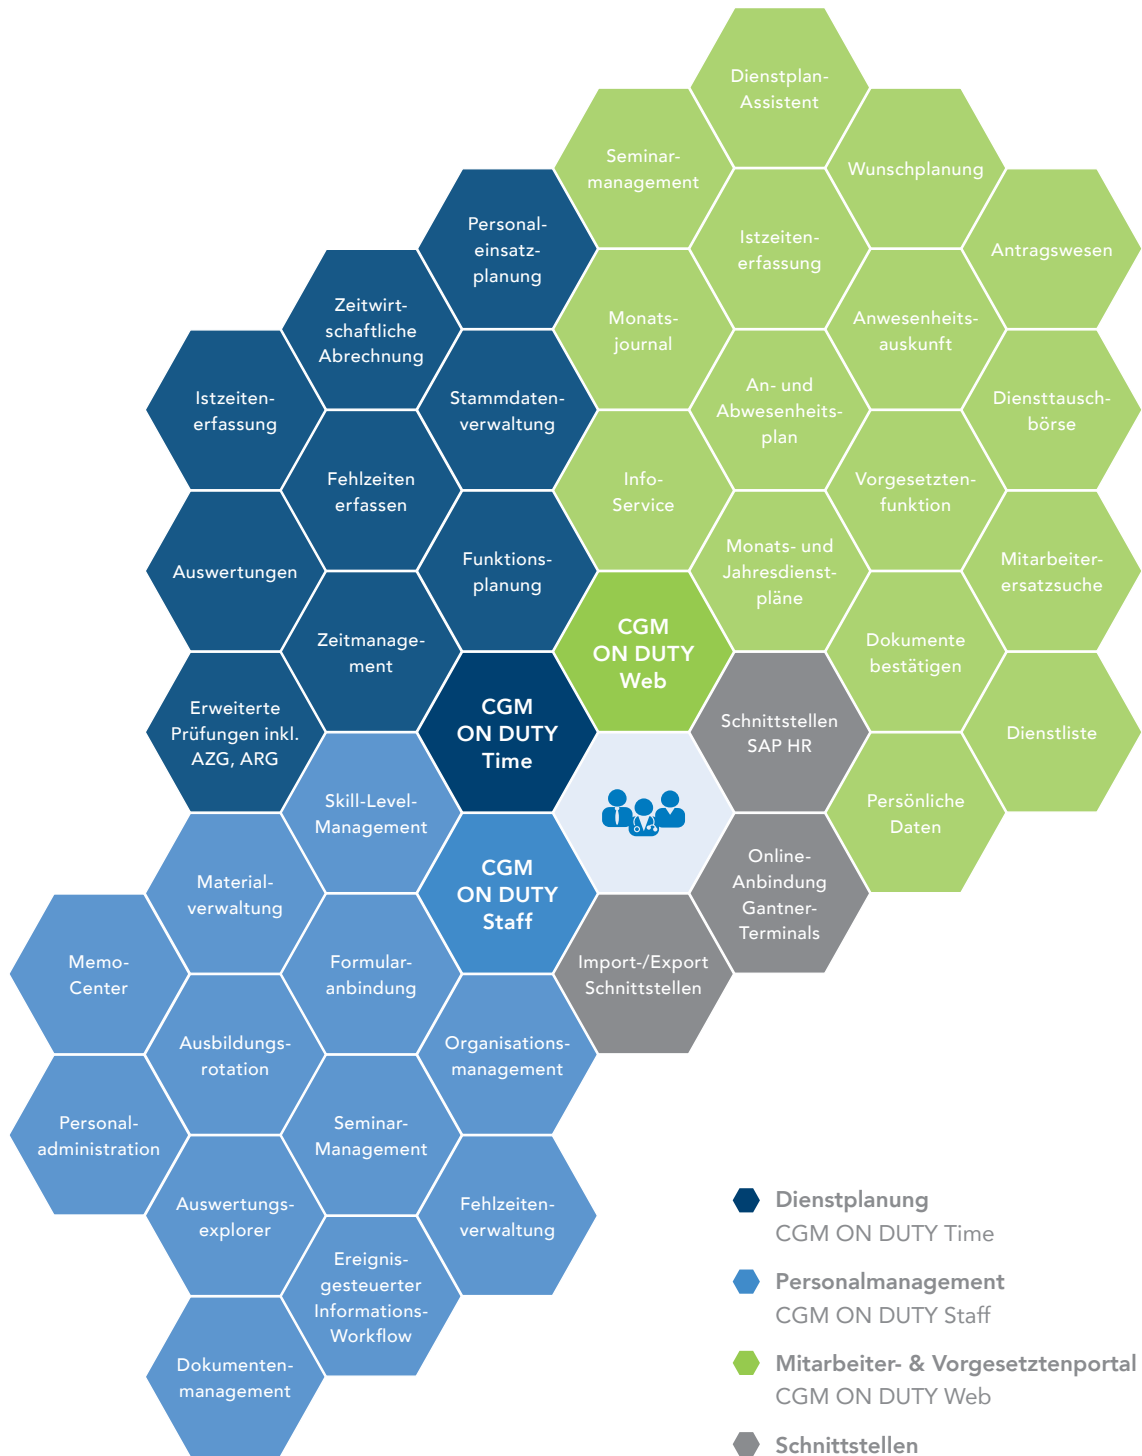 Dienstplan-
Assistent
Seminar-
management
Wunschplanung
Personal-
einsatz-
planung
Istzeiten-
erfassung
Antragswesen
Zeitwirt-
schaftliche
Abrechnung
Monats-
journal
Anwesenheits-
auskunft
Istzeiten-
erfassung
Stammdaten-
verwaltung
An- und
Abwesenheits-
plan
Diensttausch-
börse
Fehlzeiten
erfassen
Info-
Service
Vorgesetzten-
funktion
Auswertungen
Funktions-
planung
Monats- und
Jahresdienst-
pläne
Mitarbeiter-
ersatzsuche
Zeitmanage-
ment
CGM
ON DUTY
Web
Dokumente
bestätigen
Erweiterte
Prüfungen inkl.
AZG, ARG
CGM
ON DUTY
Time
Schnittstellen
SAP HR
Dienstliste
Skill-Level-
Management
Persönliche
Daten
Material-
verwaltung
CGM
ON DUTY
Staff
Online-
Anbindung
Gantner-
Terminals
Memo-
Center
Formular-
anbindung
Import-/Export
Schnittstellen
Ausbildungs-
rotation
Organisations-
management
Personal-
administration
Seminar-
Management
Auswertungs-
explorer
Fehlzeiten-
verwaltung
Ereignis-
gesteuerter
Informations-
Workflow
Dokumenten-
management
Dienstplanung
CGM ON DUTY Time
Personalmanagement
CGM ON DUTY Staff
Mitarbeiter- & Vorgesetztenportal
CGM ON DUTY Web
Schnittstellen